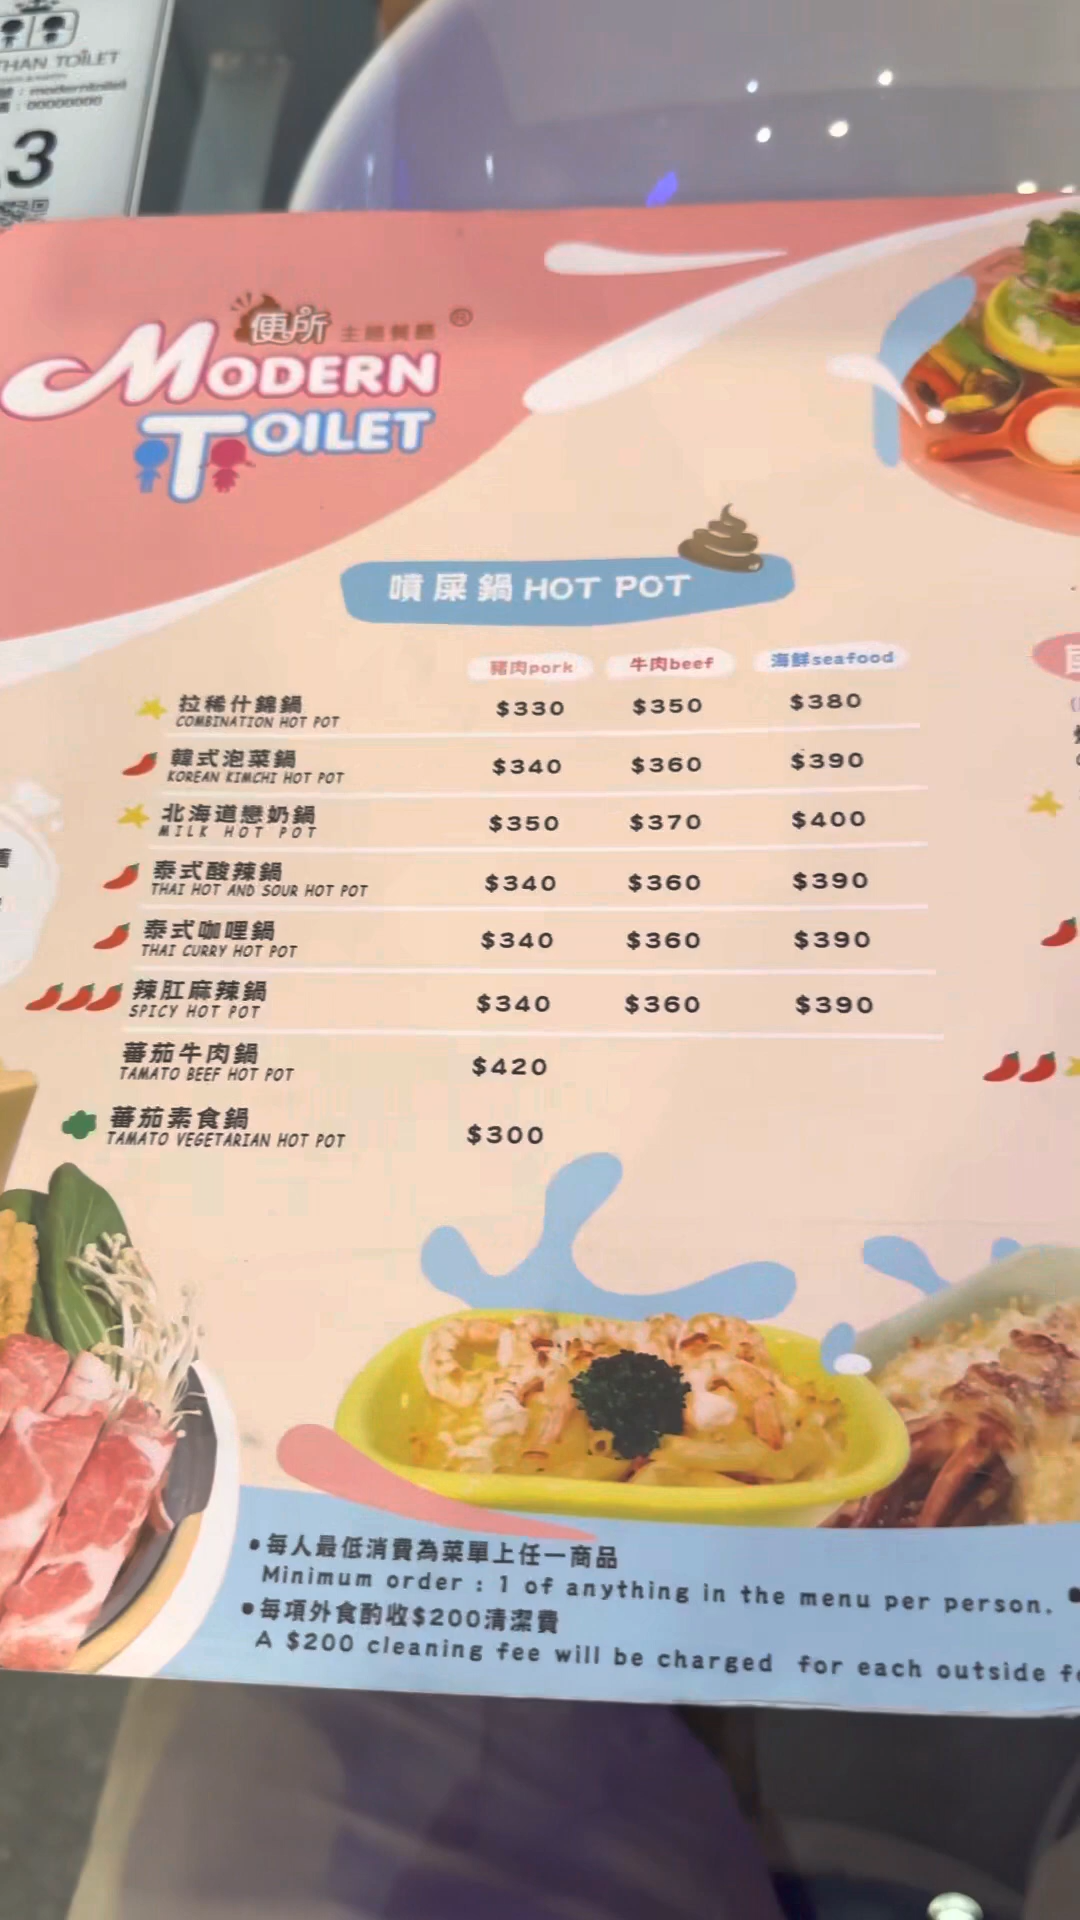 THAN TOILET
moderntoilet
00000000
3
便所 主題餐廳 ®
MODERN
TOILET
噴屎鍋 HOT POT
豬肉pork 牛肉beef 海鮮seafood
拉稀什錦鍋 $330 $350 $380
COMBINATION HOT POT
韓式泡菜鍋 $340 $360 $390
KOREAN KIMCHI HOT POT
北海道戀奶鍋 $350 $370 $400
MILK HOT POT
泰式酸辣鍋 $340 $360 $390
THAI HOT AND SOUR HOT POT
泰式咖哩鍋 $340 $360 $390
THAI CURRY HOT POT
辣肛麻辣鍋 $340 $360 $390
SPICY HOT POT
蕃茄牛肉鍋 $420
TAMATO BEEF HOT POT
蕃茄素食鍋 $300
TAMATO VEGETARIAN HOT POT
•每人最低消費為菜單上任一商品
Minimum order : 1 of anything in the menu per person.
•每項外食酌收$200清潔費
A $200 cleaning fee will be charged for each outside